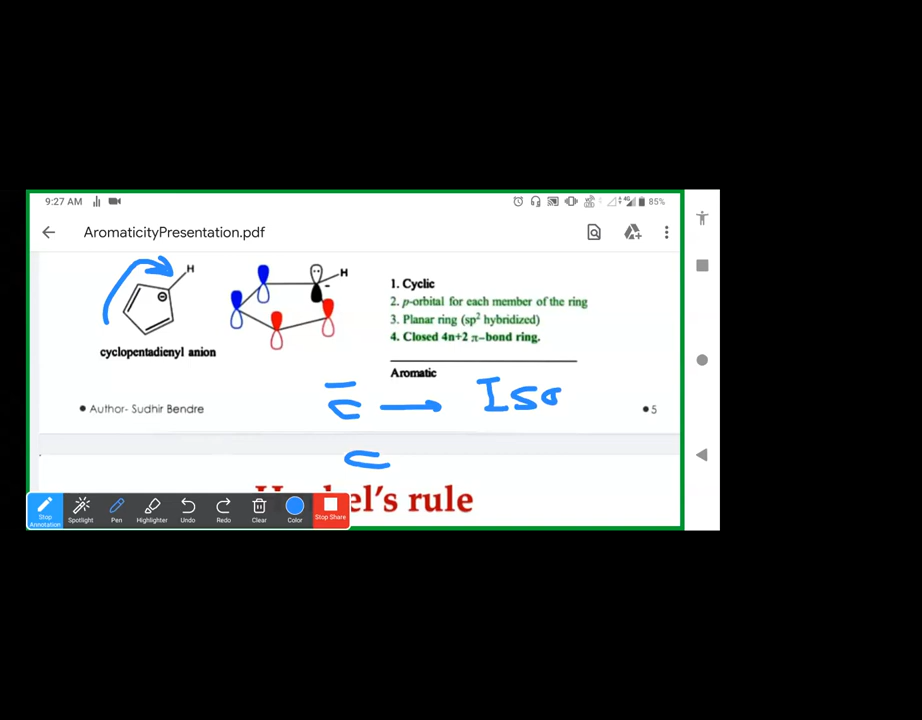 9:27 AM 85%
AromaticityPresentation.pdf
H
H
cyclopentadienyl anion
1. Cyclic
2. p-orbital for each member of the ring
3. Planar ring (sp² hybridized)
4. Closed 4n+2 π-bond ring.
Aromatic
Iso
• Author- Sudhir Bendre
• 5
el's rule
Stop Annotation Spotlight Pen Highlighter Undo Redo Clear Color Stop Share